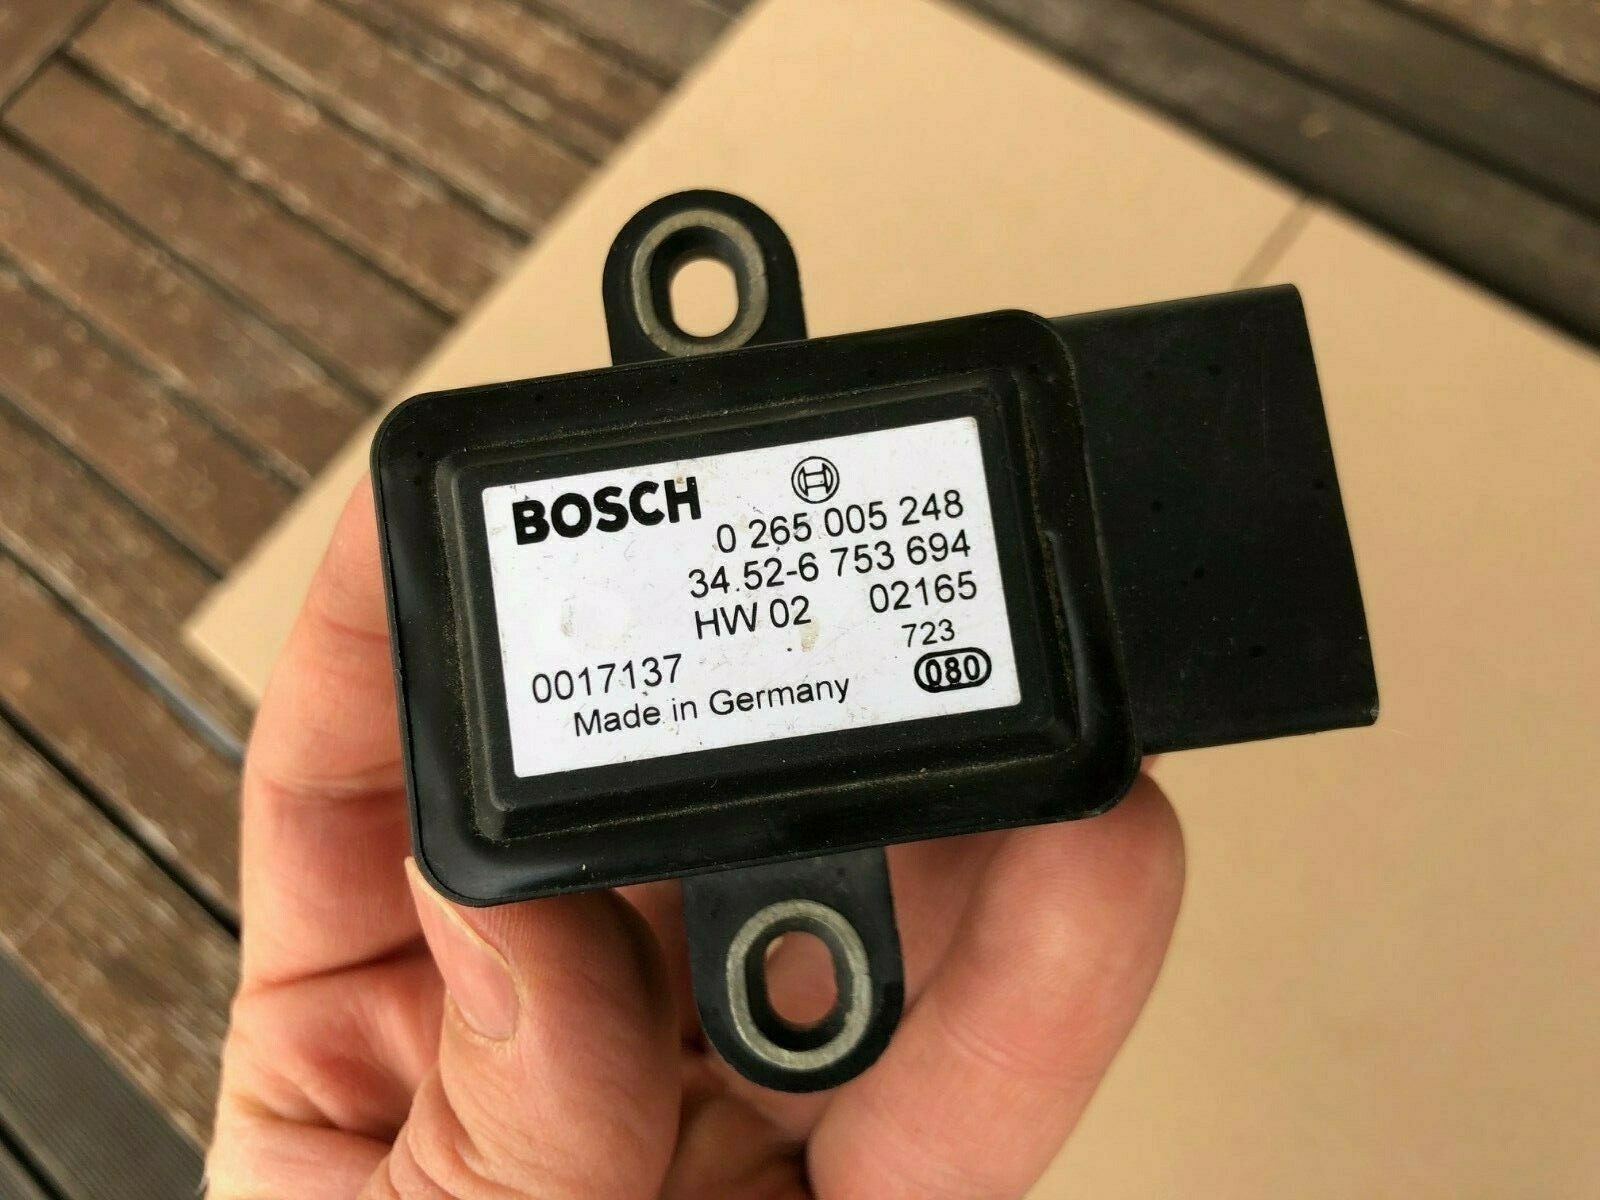 BOSCH
0 265 005 248
34.52-6 753 694
HW 02 02165
723
0017137
080
Made in Germany